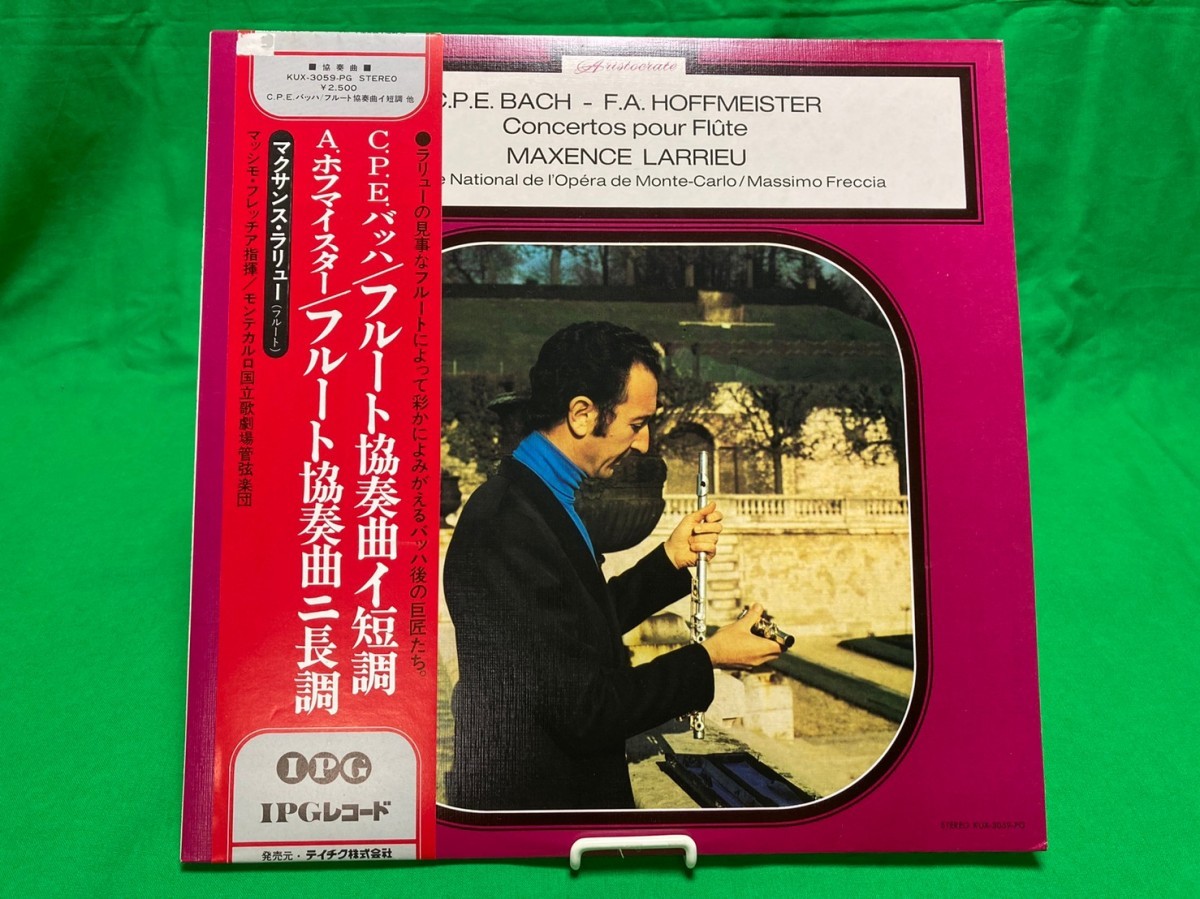 ■ 協奏曲 ■
KUX-3059-PG STEREO
¥2,500
C.P.E.バッハ/フルート協奏曲イ短調 他
●ラリューの見事なフルートによって彩かによみがえるバッハ後の巨匠たち。
C.P.E.バッハ/フルート協奏曲イ短調
A.ホフマイスター/フルート協奏曲ニ長調
マクサンス・ラリュー(フルート)
マッシモ・フレッチア指揮/モンテカルロ国立歌劇場管弦楽団
IPG
IPGレコード
発売元・テイチク株式会社
Aristocrate
C.P.E. BACH - F.A. HOFFMEISTER
Concertos pour Flûte
MAXENCE LARRIEU
e National de l'Opéra de Monte-Carlo/Massimo Freccia
STEREO KUX-3059-PG